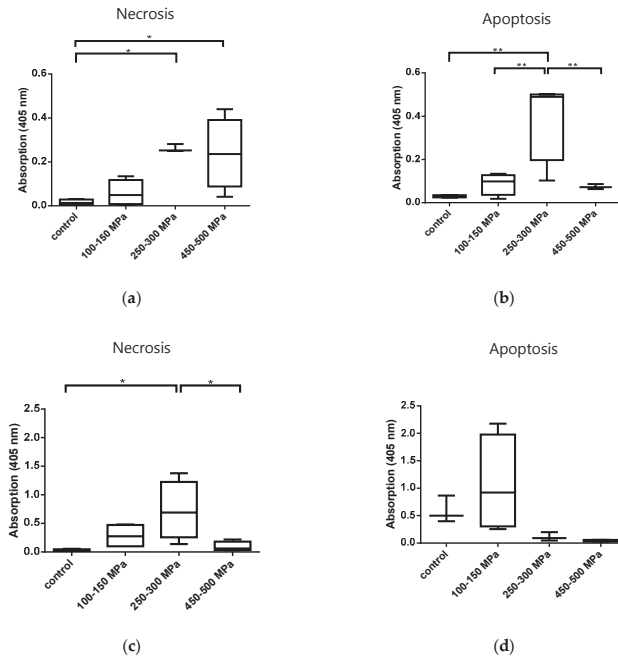 Necrosis
*
*
Absorption (405 nm)
0.6
0.4
0.2
0.0
control
100-150 MPa
250-300 MPa
450-500 MPa
(a)
Apoptosis
**
** **
Absorption (405 nm)
0.6
0.4
0.2
0.0
control
100-150 MPa
250-300 MPa
450-500 MPa
(b)
Necrosis
* *
Absorption (405 nm)
2.5
2.0
1.5
1.0
0.5
0.0
control
100-150 MPa
250-300 MPa
450-500 MPa
(c)
Apoptosis
Absorption (405 nm)
2.5
2.0
1.5
1.0
0.5
0.0
control
100-150 MPa
250-300 MPa
450-500 MPa
(d)